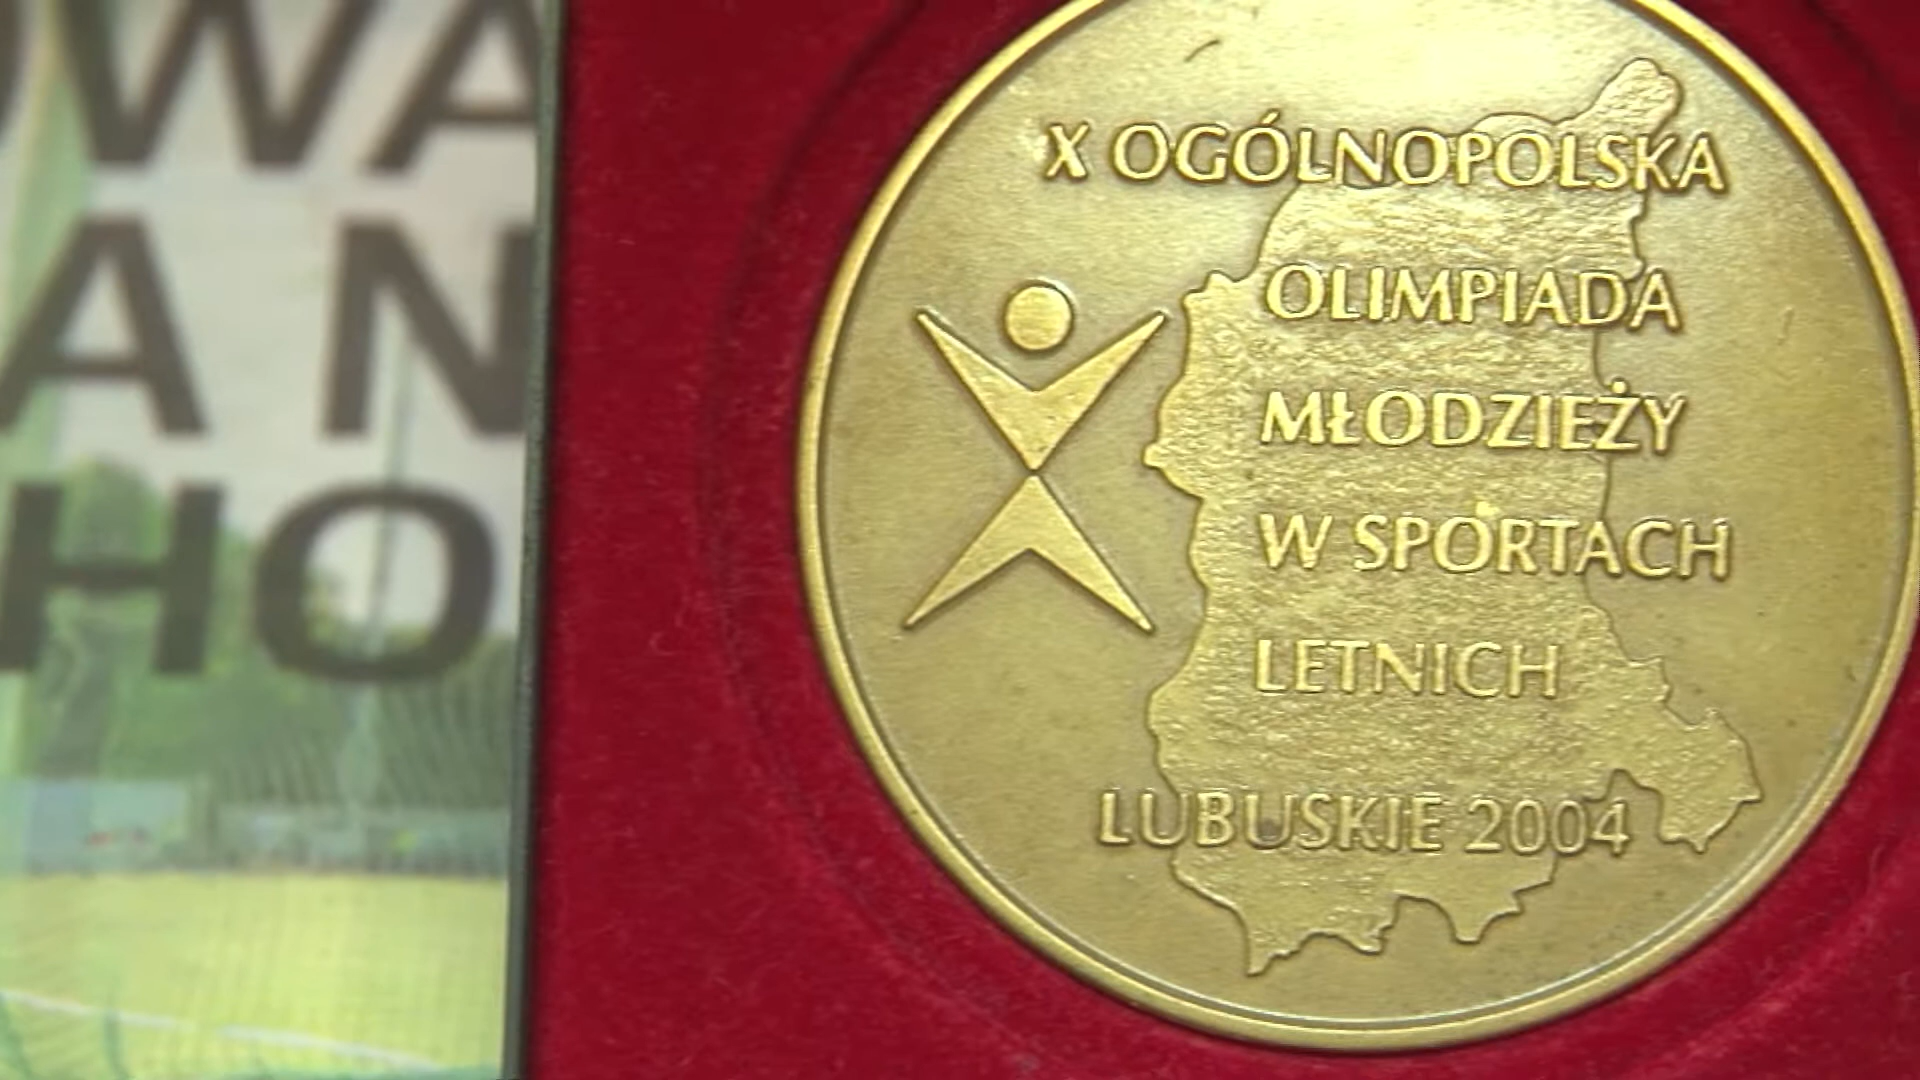 X OGÓLNOPOLSKA
OLIMPIADA
MŁODZIEŻY
W SPORTACH
LETNICH
LUBUSKIE 2004